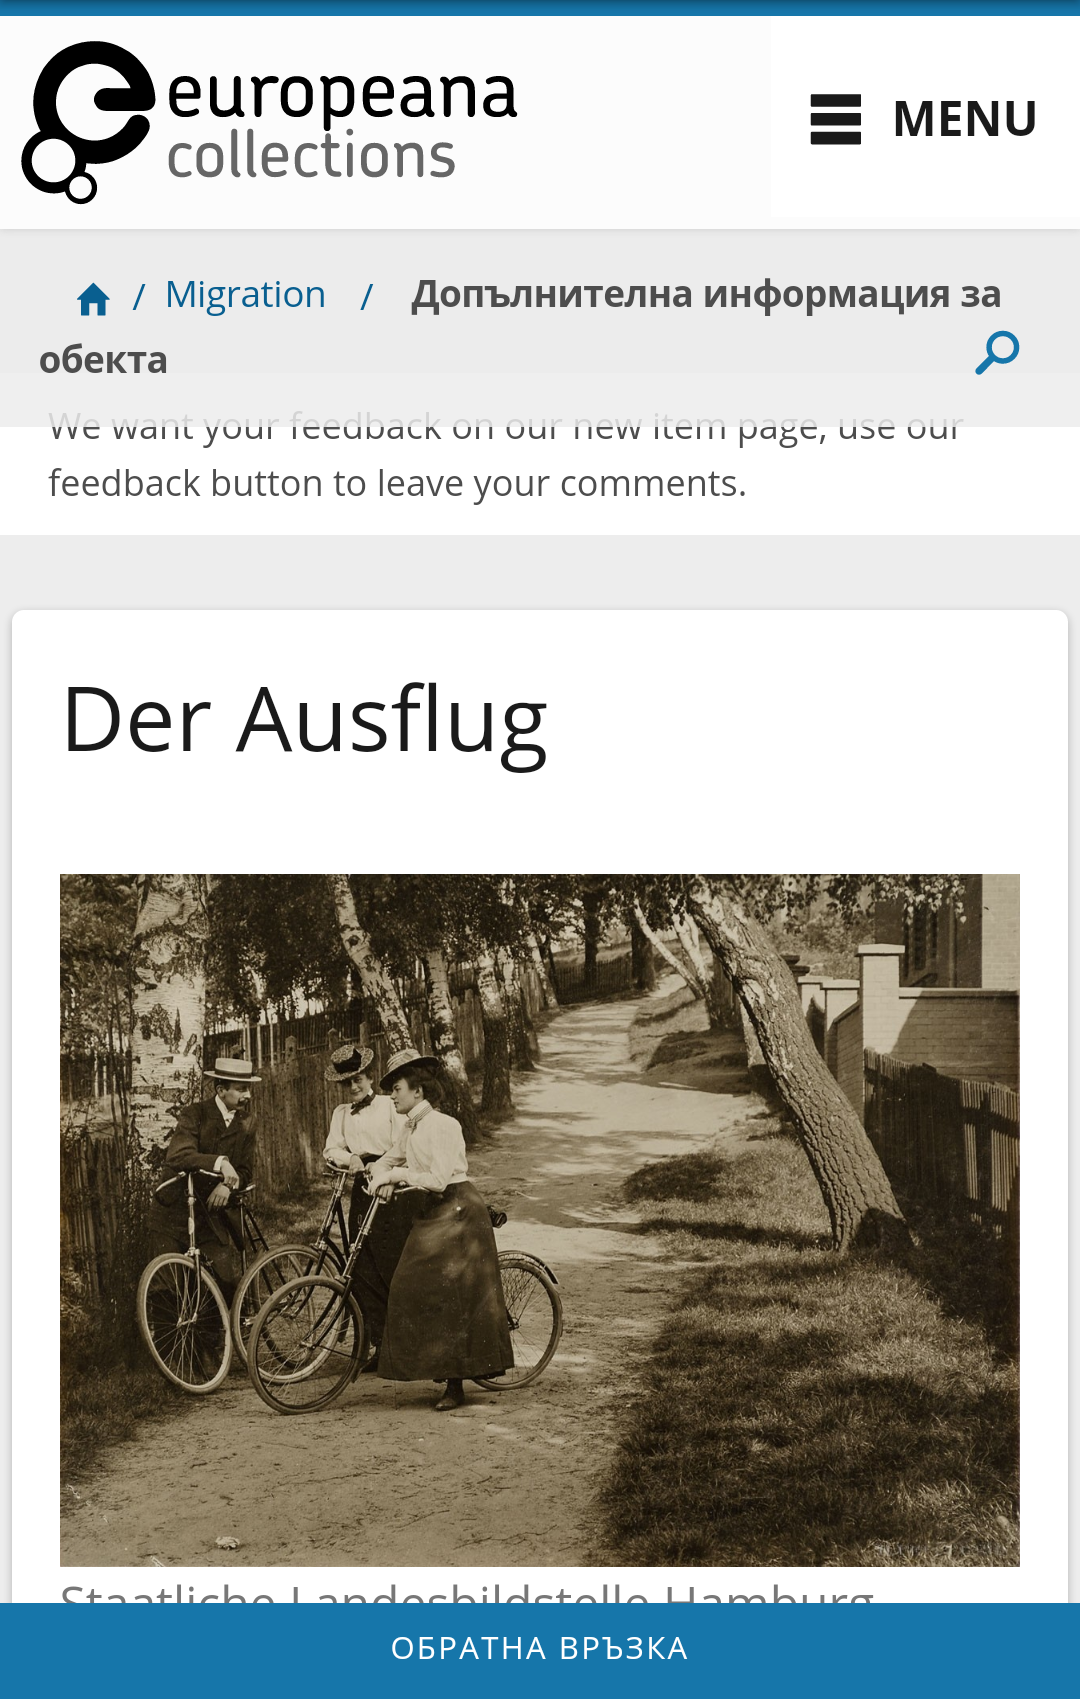 europeana
collections
MENU
/ Migration / Допълнителна информация за
обекта
We want your feedback on our new item page, use our
feedback button to leave your comments.
Der Ausflug
Staatliche Landesbildstelle Hamburg
ОБРАТНА ВРЪЗКА